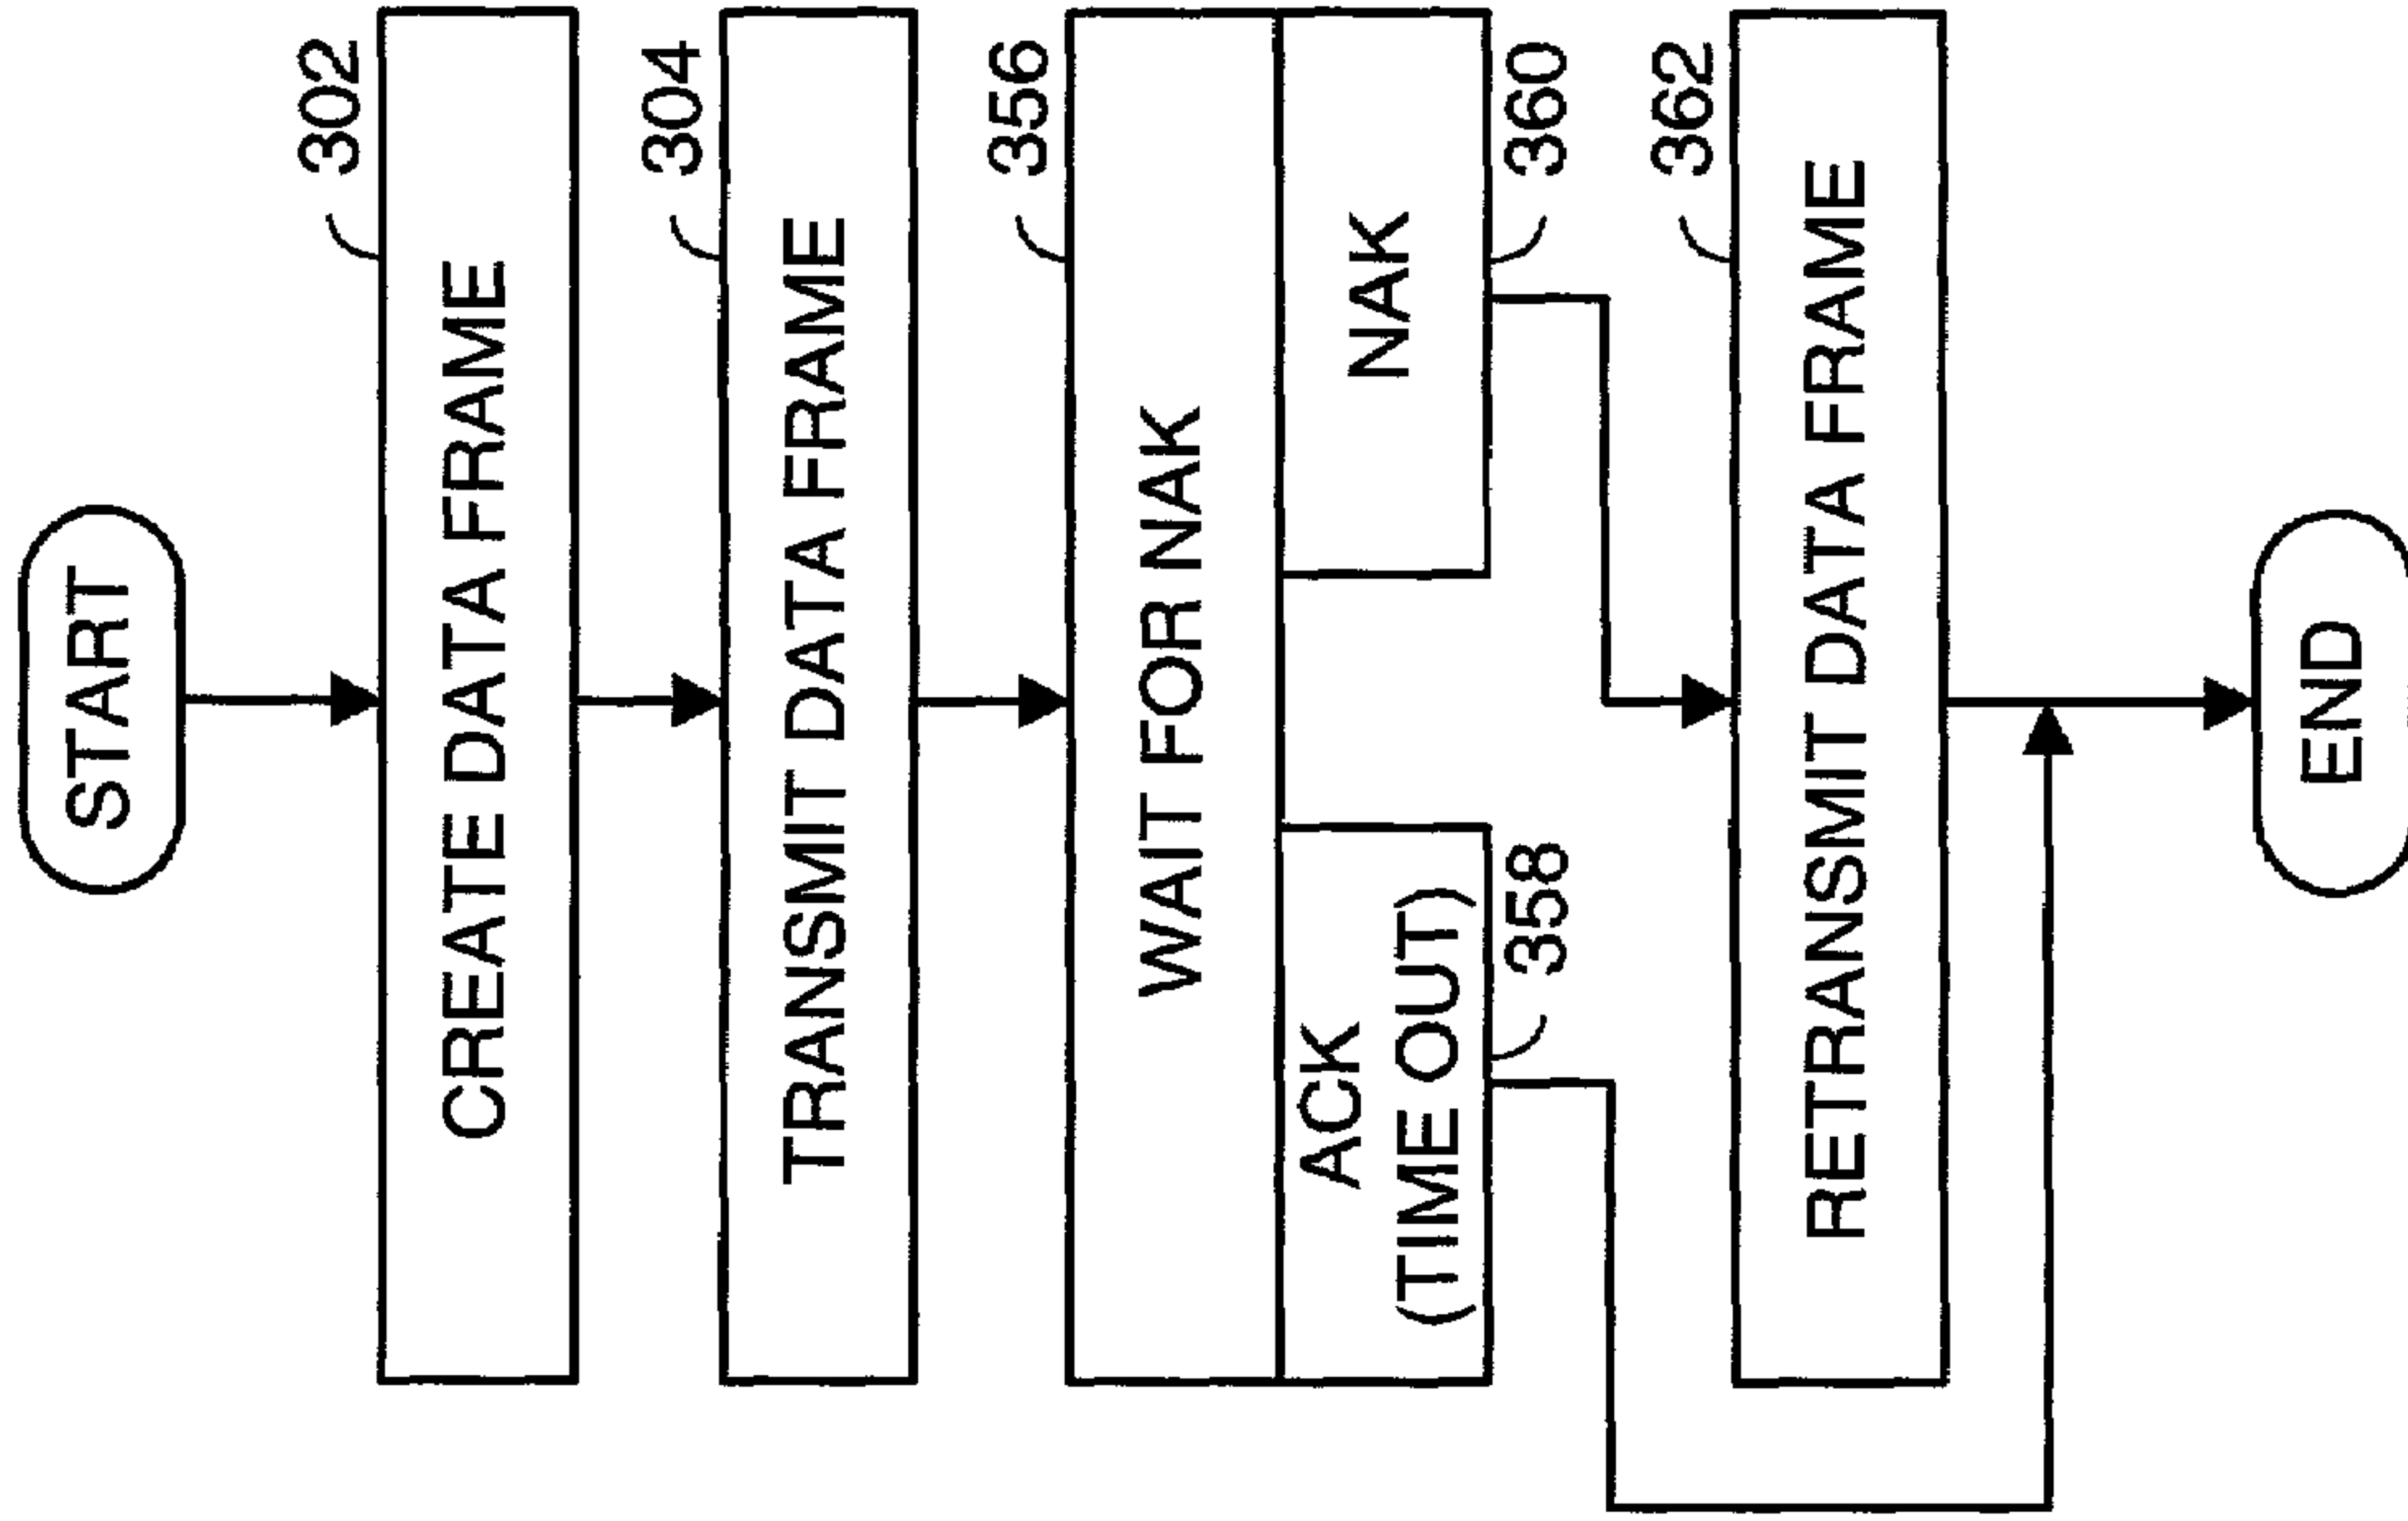 START
302
CREATE DATA FRAME
304
TRANSMIT DATA FRAME
356
WAIT FOR NAK
ACK
(TIME OUT)
358
NAK
360
362
RETRANSMIT DATA FRAME
END